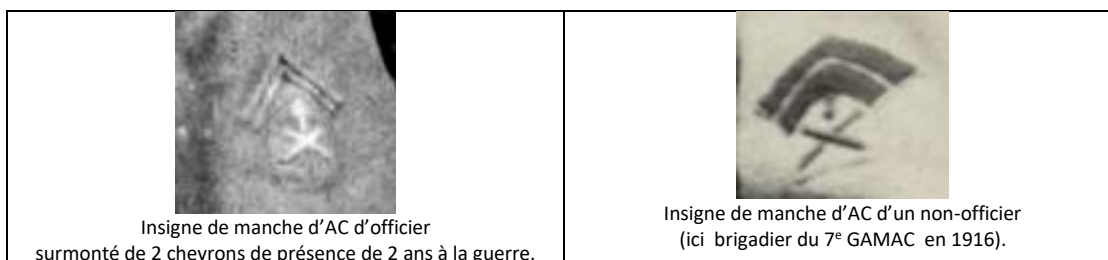 Insigne de manche d’AC d’officier
surmonté de 2 chevrons de présence de 2 ans à la guerre.
Insigne de manche d’AC d’un non-officier
(ici brigadier du 7e GAMAC en 1916).